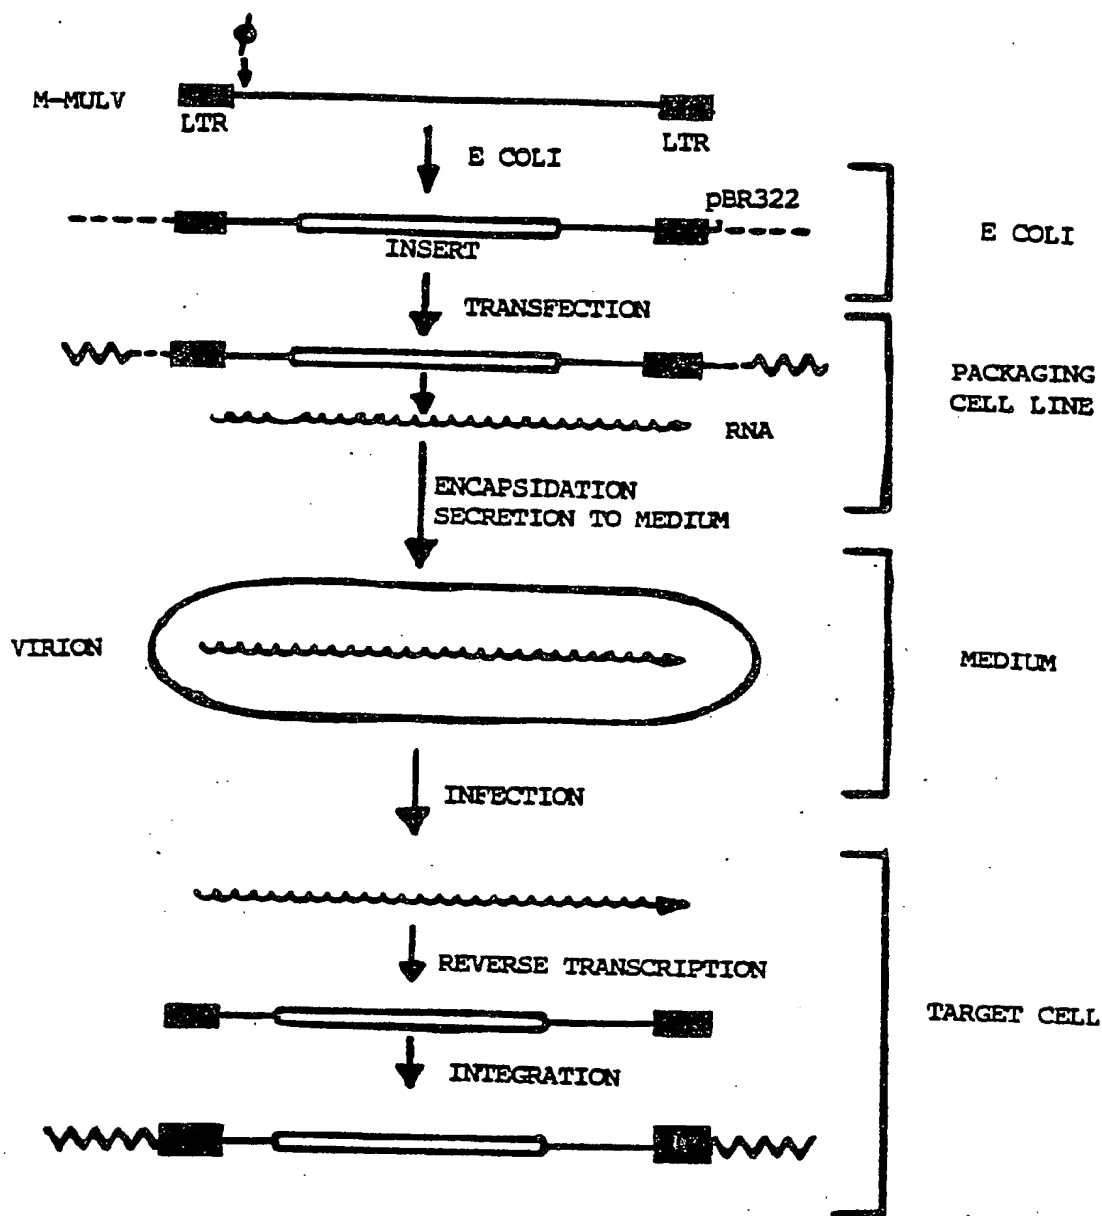 ϕ
M-MULV
LTR
LTR
E COLI
pBR322
INSERT
E COLI
TRANSFECTION
PACKAGING
CELL LINE
RNA
ENCAPSIDATION
SECRETION TO MEDIUM
VIRION
MEDIUM
INFECTION
REVERSE TRANSCRIPTION
TARGET CELL
INTEGRATION